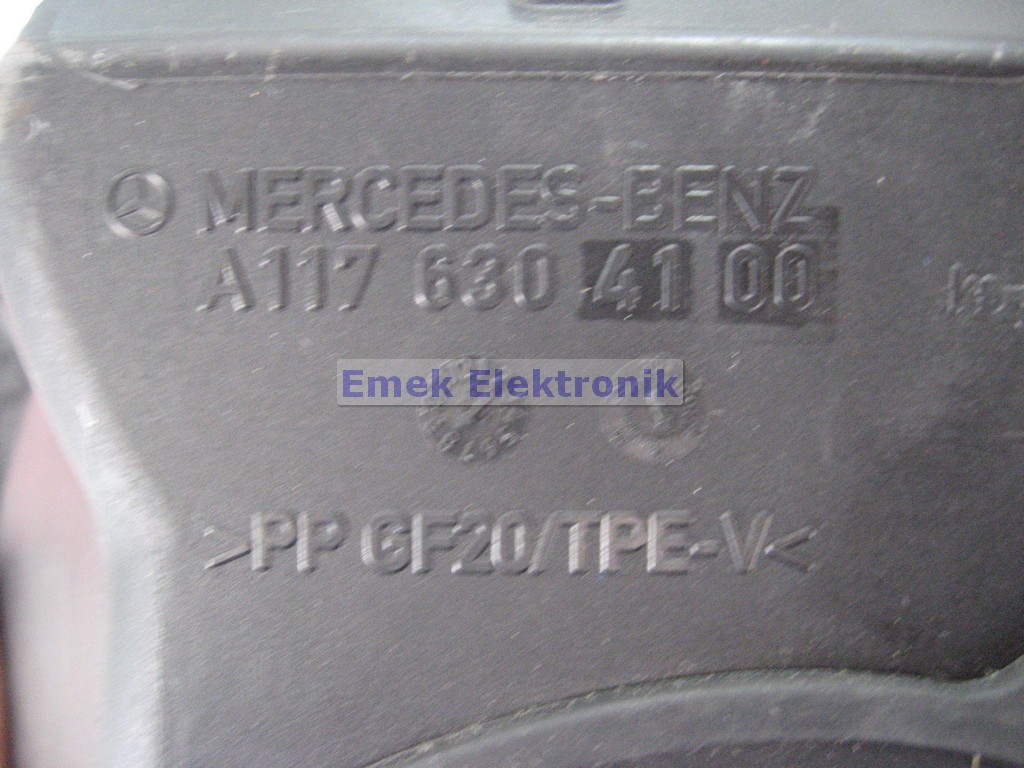 MERCEDES-BENZ
A117 630 41 00
Emek Elektronik
>PP GF20/TPE-V<